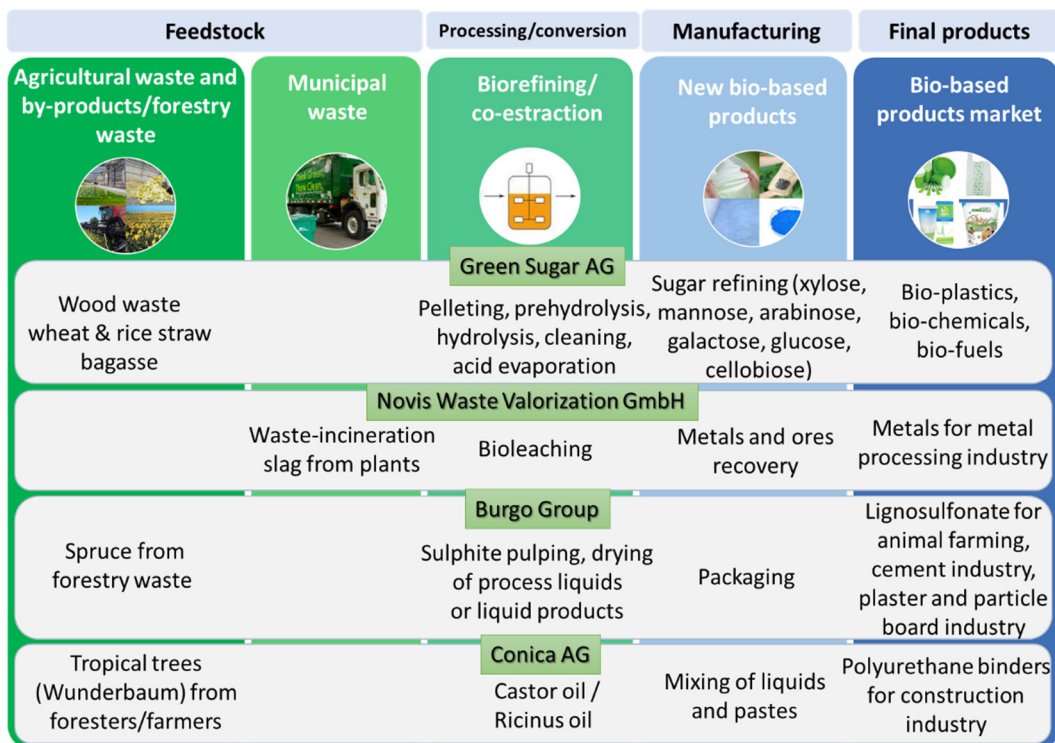 Feedstock
Processing/conversion
Manufacturing
Final products
Agricultural waste and
by-products/forestry
waste
Municipal
waste
Biorefining/
co-estraction
New bio-based
products
Bio-based
products market
Think Green.
Think Clean.
Green Sugar AG
Wood waste
wheat & rice straw
bagasse
Pelleting, prehydrolysis,
hydrolysis, cleaning,
acid evaporation
Sugar refining (xylose,
mannose, arabinose,
galactose, glucose,
cellobiose)
Bio-plastics,
bio-chemicals,
bio-fuels
Novis Waste Valorization GmbH
Waste-incineration
slag from plants
Bioleaching
Metals and ores
recovery
Metals for metal
processing industry
Burgo Group
Spruce from
forestry waste
Sulphite pulping, drying
of process liquids
or liquid products
Packaging
Lignosulfonate for
animal farming,
cement industry,
plaster and particle
board industry
Conica AG
Tropical trees
(Wunderbaum) from
foresters/farmers
Castor oil /
Ricinus oil
Mixing of liquids
and pastes
Polyurethane binders
for construction
industry